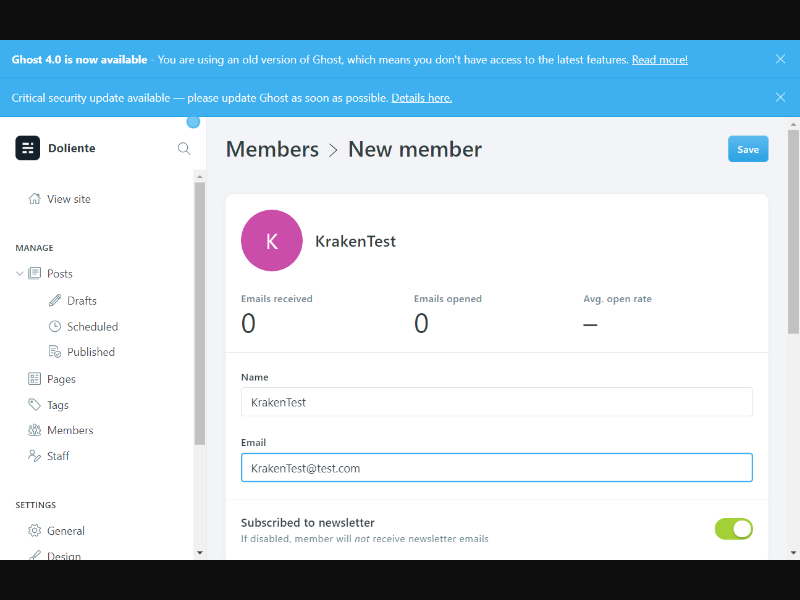 Ghost 4.0 is now available - You are using an old version of Ghost, which means you don't have access to the latest features. Read more!
Critical security update available — please update Ghost as soon as possible. Details here.
Doliente
View site
MANAGE
Posts
Drafts
Scheduled
Published
Pages
Tags
Members
Staff
SETTINGS
General
Design
Members > New member
Save
K
KrakenTest
Emails received
0
Emails opened
0
Avg. open rate
–
Name
KrakenTest
Email
KrakenTest@test.com
Subscribed to newsletter
If disabled, member will not receive newsletter emails